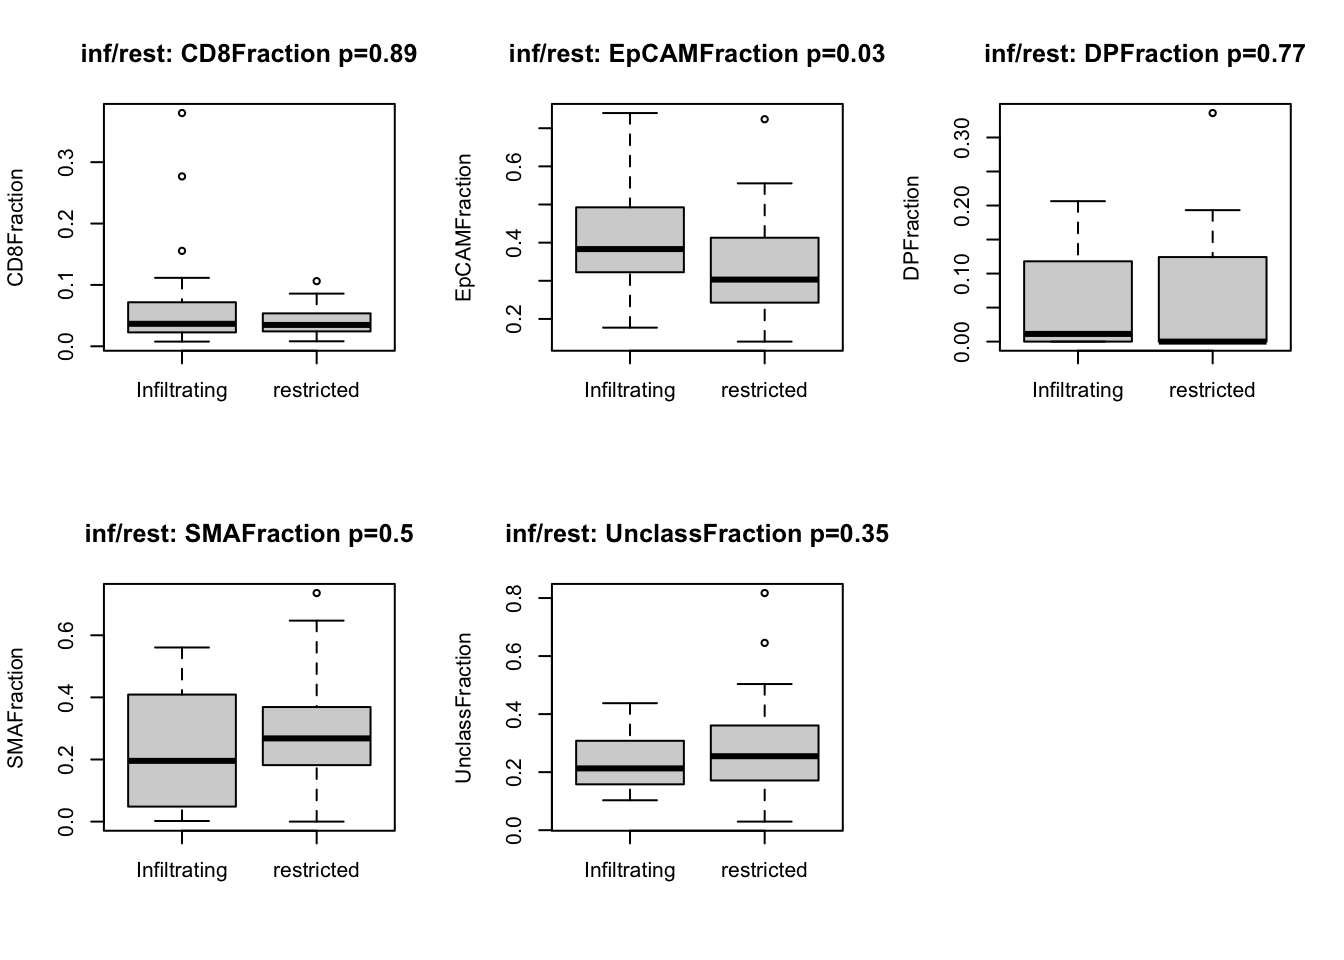 inf/rest: CD8Fraction p=0.89
CD8Fraction
0.3
0.2
0.1
0.0
Infiltrating restricted
inf/rest: EpCAMFraction p=0.03
EpCAMFraction
0.6
0.4
0.2
Infiltrating restricted
inf/rest: DPFraction p=0.77
DPFraction
0.30
0.20
0.10
0.00
Infiltrating restricted
inf/rest: SMAFraction p=0.5
SMAFraction
0.6
0.4
0.2
0.0
Infiltrating restricted
inf/rest: UnclassFraction p=0.35
UnclassFraction
0.8
0.6
0.4
0.2
0.0
Infiltrating restricted